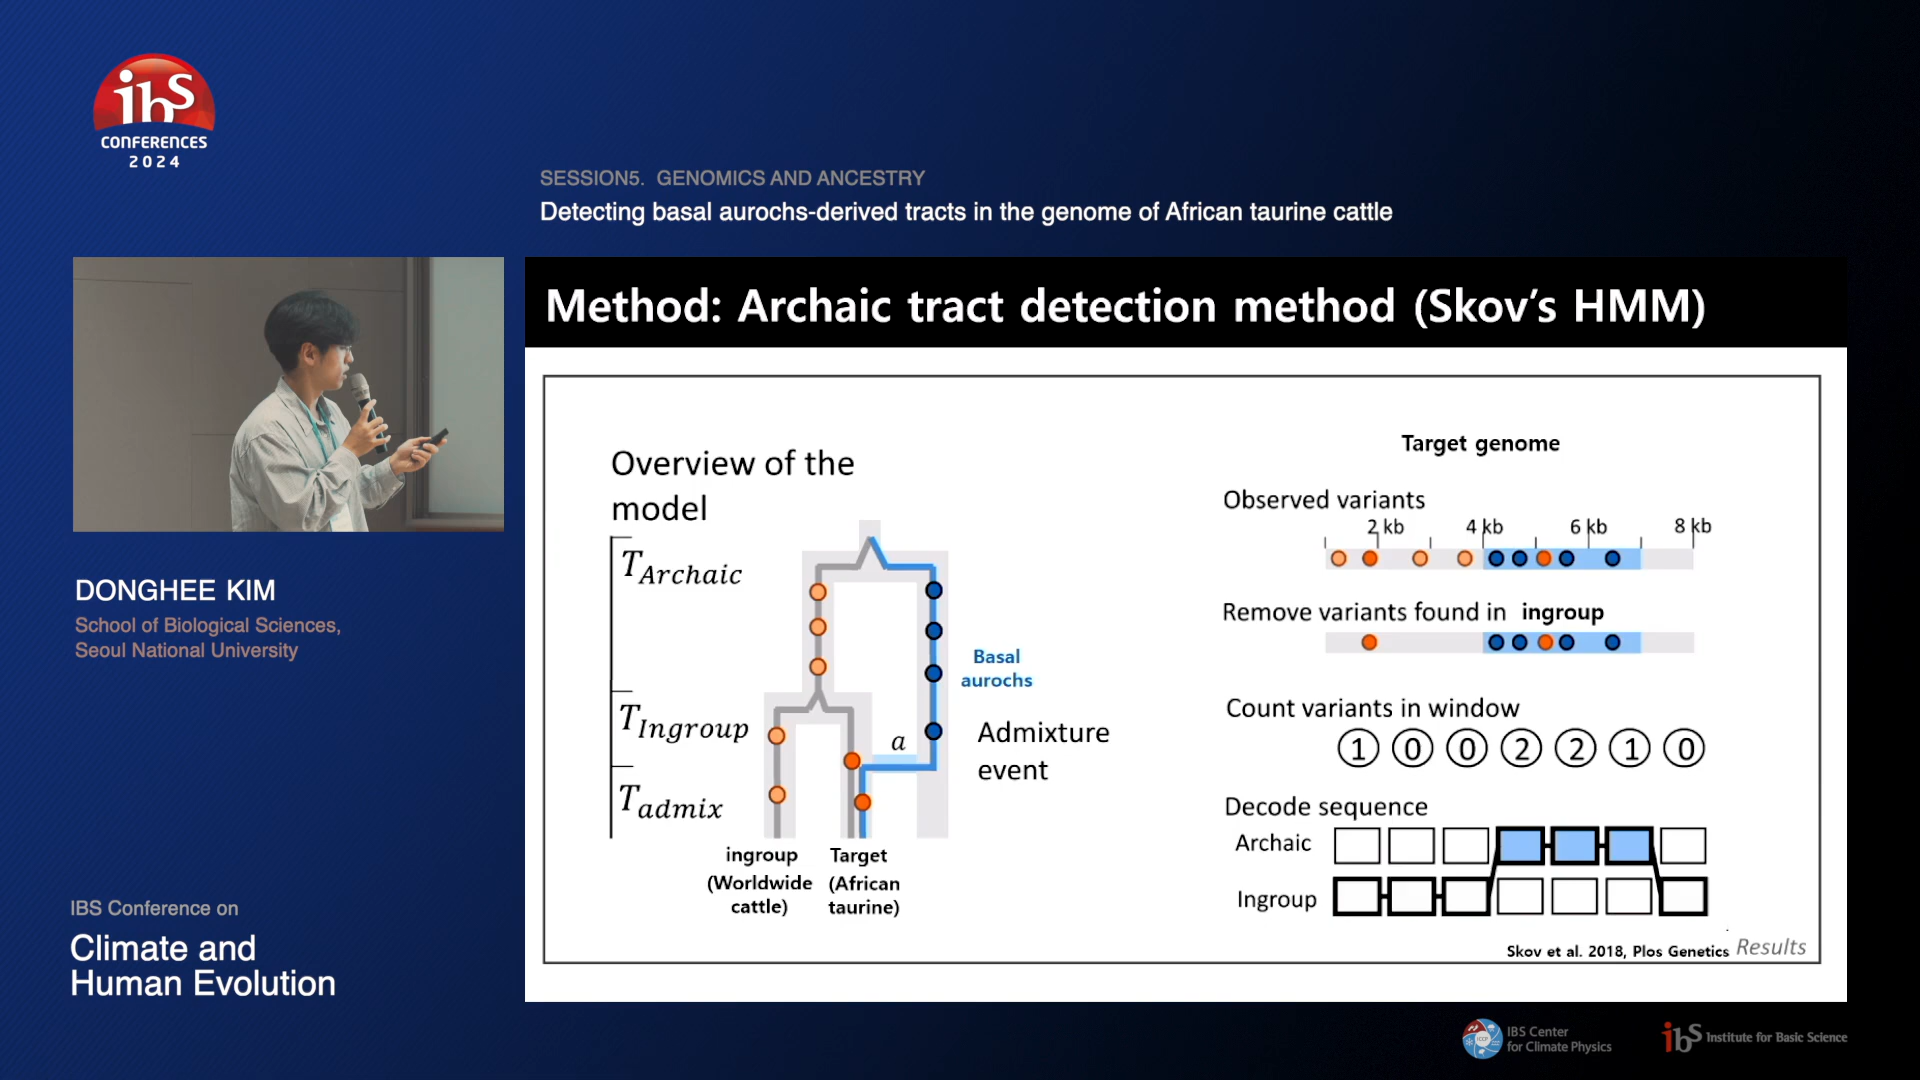 ibS
CONFERENCES
2024
SESSION5. GENOMICS AND ANCESTRY
Detecting basal aurochs-derived tracts in the genome of African taurine cattle
DONGHEE KIM
School of Biological Sciences,
Seoul National University
IBS Conference on
Climate and
Human Evolution
Method: Archaic tract detection method (Skov's HMM)
Overview of the
model
T_Archaic
T_Ingroup
T_admix
Basal
aurochs
a
Admixture
event
ingroup
(Worldwide
cattle)
Target
(African
taurine)
Target genome
Observed variants
2 kb 4 kb 6 kb 8 kb
Remove variants found in ingroup
Count variants in window
1 0 0 2 2 1 0
Decode sequence
Archaic
Ingroup
Skov et al. 2018, Plos Genetics
Results
ICCP
IBS Center
for Climate Physics
ibS Institute for Basic Science